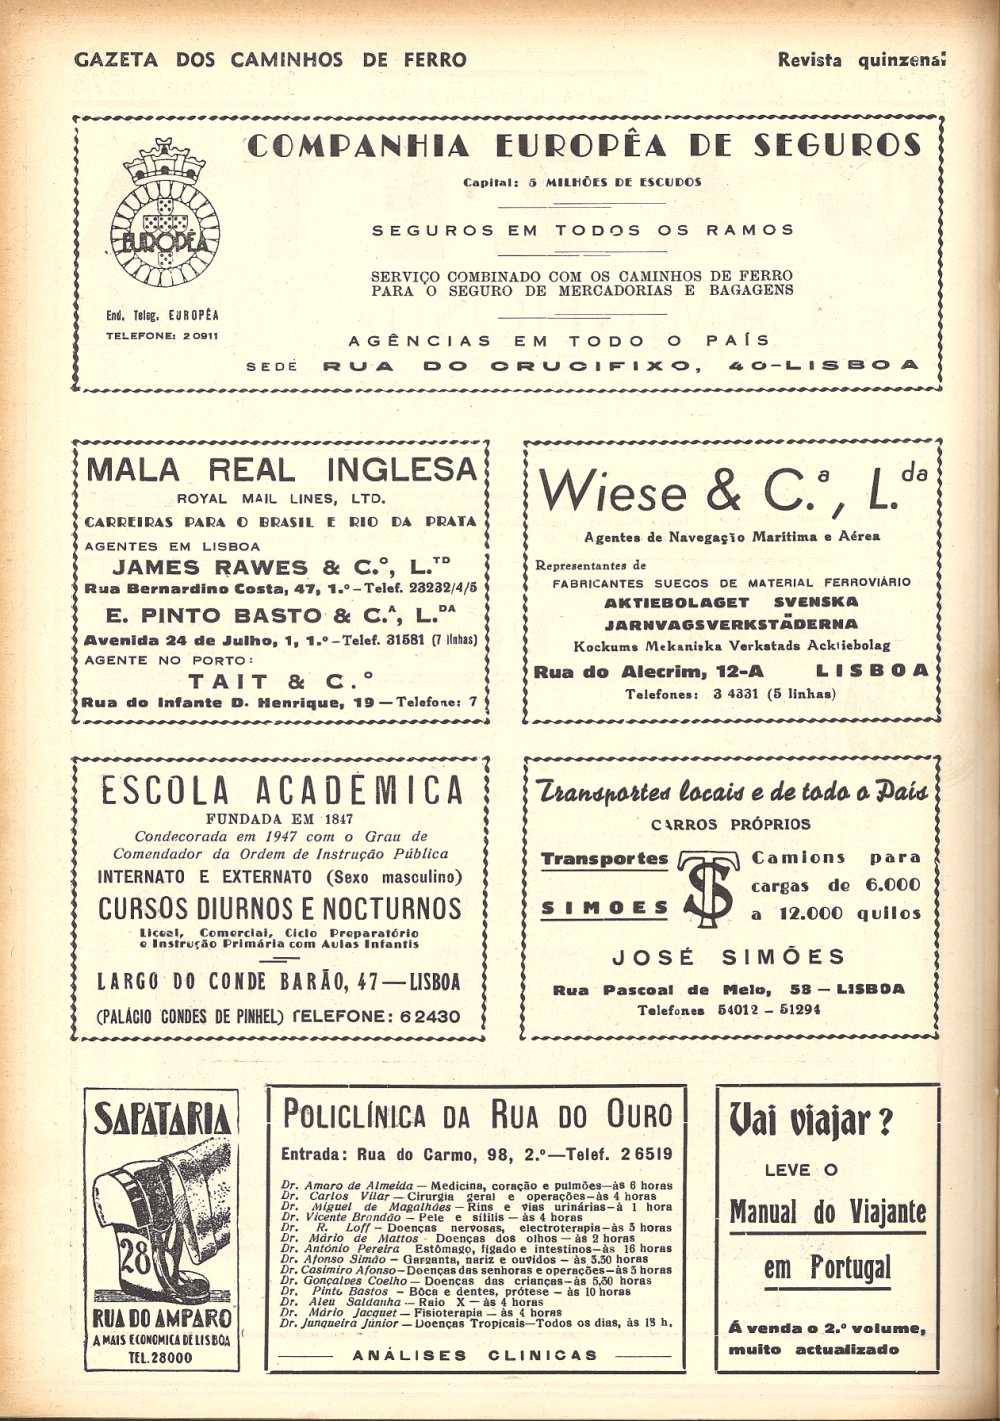 GAZETA DOS CAMINHOS DE FERRO
Revista quinzenal
COMPANHIA EUROPÊA DE SEGUROS
Capital: 5 MILHÕES DE ESCUDOS
EUROPÊA
SEGUROS EM TODOS OS RAMOS
SERVIÇO COMBINADO COM OS CAMINHOS DE FERRO
PARA O SEGURO DE MERCADORIAS E BAGAGENS
End. Teleg. EUROPÊA
TELEFONE: 20911
AGÊNCIAS EM TODO O PAÍS
SEDE RUA DO CRUCIFIXO, 40-LISBOA
MALA REAL INGLESA
ROYAL MAIL LINES, LTD.
CARREIRAS PARA O BRASIL E RIO DA PRATA
AGENTES EM LISBOA
JAMES RAWES & C.º, L.TD
Rua Bernardino Costa, 47, 1.º – Telef. 23232/4/5
E. PINTO BASTO & C.A, L.DA
Avenida 24 de Julho, 1, 1.º – Telef. 31581 (7 linhas)
AGENTE NO PORTO:
TAIT & C.º
Rua do Infante D. Henrique, 19 — Telefone: 7
Wiese & C.ª, L.da
Agentes de Navegação Marítima e Aérea
Representantes de
FABRICANTES SUECOS DE MATERIAL FERROVIÁRIO
AKTIEBOLAGET SVENSKA
JARNVAGSVERKSTÄDERNA
Kockums Mekaniska Verkstads Acktiebolag
Rua do Alecrim, 12-A LISBOA
Telefones: 3 4331 (5 linhas)
ESCOLA ACADÉMICA
FUNDADA EM 1847
Condecorada em 1947 com o Grau de
Comendador da Ordem de Instrução Pública
INTERNATO E EXTERNATO (Sexo masculino)
CURSOS DIURNOS E NOCTURNOS
Liceal, Comercial, Ciclo Preparatório
e Instrução Primária com Aulas Infantis
LARGO DO CONDE BARÃO, 47 — LISBOA
(PALÁCIO CONDES DE PINHEL) TELEFONE: 62430
Transportes locais e de todo o País
CARROS PRÓPRIOS
Transportes
SIMOES
TS
Camions para
cargas de 6.000
a 12.000 quilos
JOSÉ SIMÕES
Rua Pascoal de Melo, 58 — LISBOA
Telefones 54012 – 51294
SAPATARIA
28
RUA DO AMPARO
A MAIS ECONOMICA DE LISBOA
TEL. 28000
POLICLÍNICA DA RUA DO OURO
Entrada: Rua do Carmo, 98, 2.º — Telef. 2 6519
Dr. Amaro de Almeida — Medicina, coração e pulmões — às 6 horas
Dr. Carlos Vilar — Cirurgia geral e operações — às 4 horas
Dr. Miguel de Magalhães — Rins e vias urinárias — à 1 hora
Dr. Vicente Brandão — Pele e sífilis — às 4 horas
Dr. R. Loff — Doenças nervosas, electroterapia — às 3 horas
Dr. Mário de Mattos - Doenças dos olhos — às 2 horas
Dr. António Pereira Estômago, fígado e intestinos — às 16 horas
Dr. Afonso Simão — Garganta, nariz e ouvidos — às 3,30 horas
Dr. Casimiro Afonso — Doenças das senhoras e operações — às 3 horas
Dr. Gonçalves Coelho — Doenças das crianças — às 5,30 horas
Dr. Pinto Bastos — Bôca e dentes, prótese — às 10 horas
Dr. Aleu Saldanha — Raio X — às 4 horas
Dr. Mário Jacquet — Fisioterapia — às 4 horas
Dr. Junqueira Júnior — Doenças Tropicais — Todos os dias, às 18 h.
ANÁLISES CLINICAS
Vai viajar?
LEVE O
Manual do Viajante
em Portugal
Á venda o 2.º volume,
muito actualizado